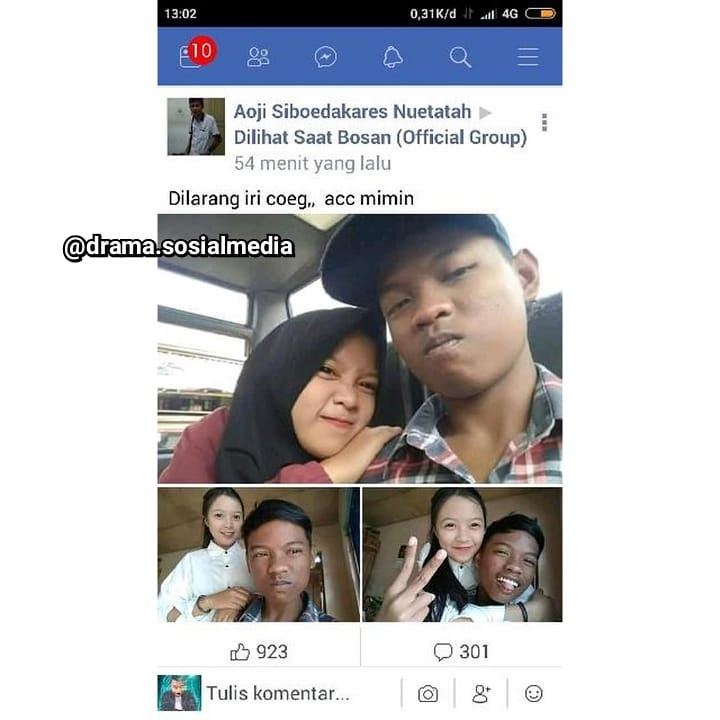 13:02
0,31K/d
4G
10
Aoji Siboedakares Nuetatah
Dilihat Saat Bosan (Official Group)
54 menit yang lalu
Dilarang iri coeg,, acc mimin
@drama.sosialmedia
923
301
Tulis komentar...